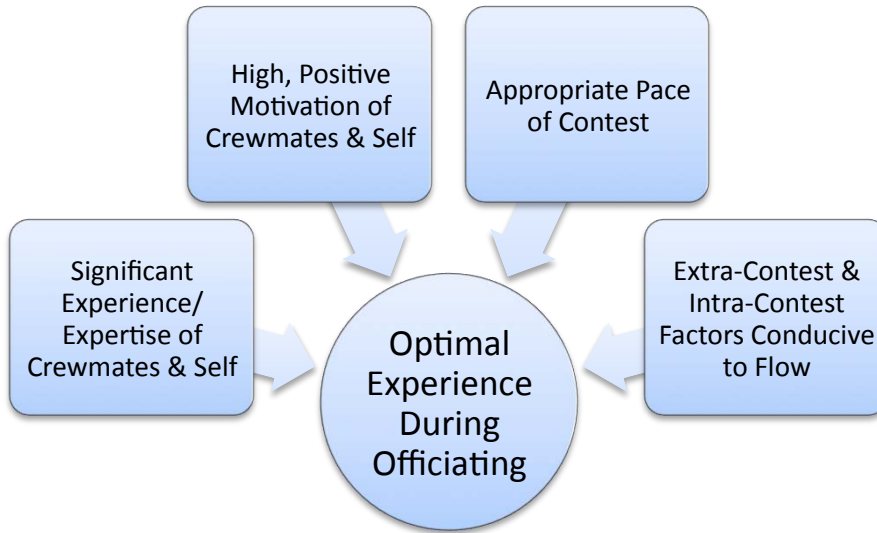 High, Positive
Motivation of
Crewmates & Self
Appropriate Pace
of Contest
Significant
Experience/
Expertise of
Crewmates & Self
Extra-Contest &
Intra-Contest
Factors Conducive
to Flow
Optimal
Experience
During
Officiating